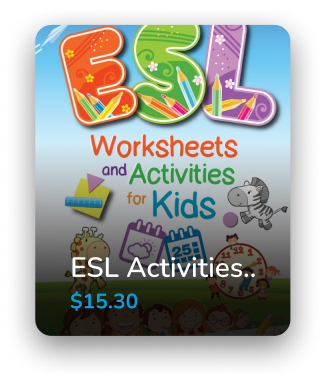 ESL
Worksheets
and Activities
for Kids
25
ESL Activities..
$15.30